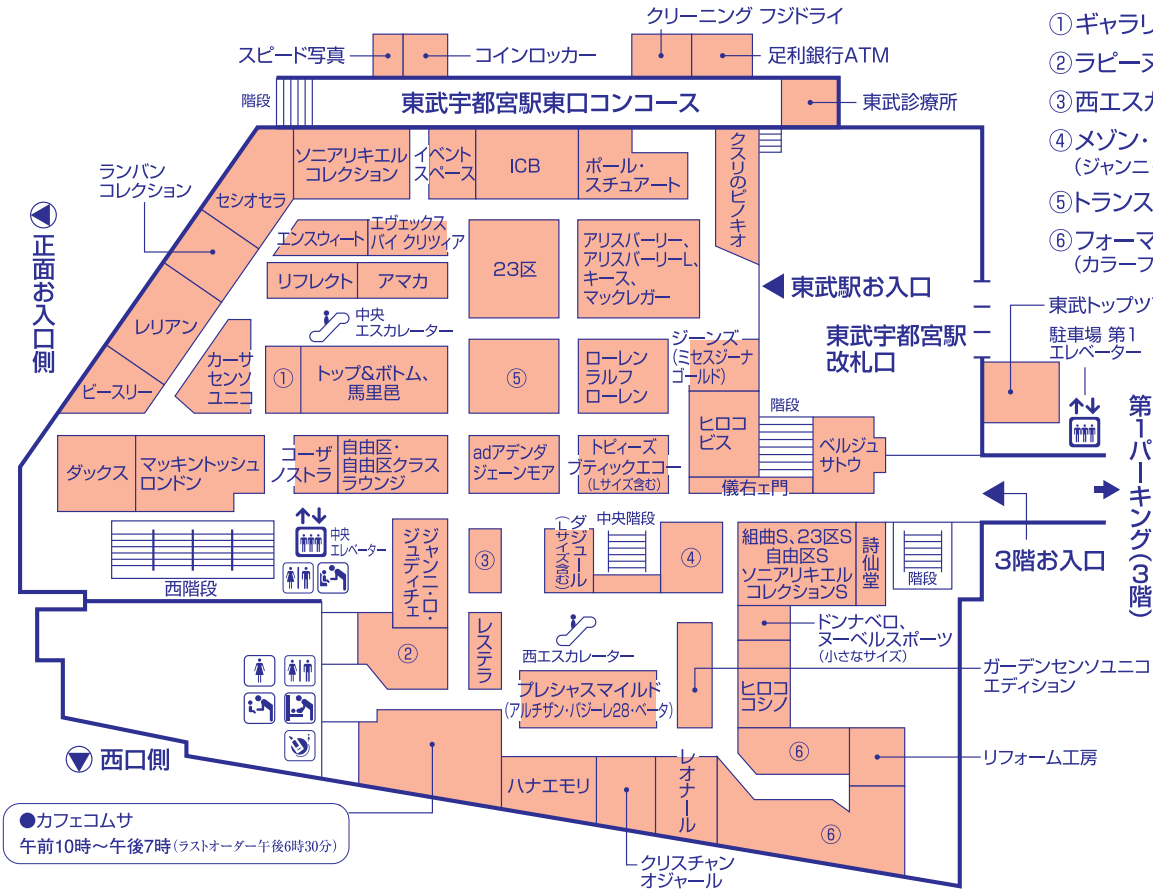 クリーニング フジドライ
スピード写真
コインロッカー
足利銀行ATM
階段
東武宇都宮駅東口コンコース
東武診療所
①ギャラリ
②ラピーヌ
③西エスカ
④メゾン・
(ジャンニ
⑤トランス
⑥フォーマ
(カラーフ
ランバン
コレクション
セシオセラ
ソニアリキエル
コレクション
イベント
スペース
ICB
ポール・
スチュアート
クスリのピノキオ
正面お入口側
エンスウィート
エヴェックス
バイ クリツィア
23区
アリスバーリー、
アリスバーリーL、
キース、
マックレガー
リフレクト
アマカ
東武駅お入口
東武宇都宮駅
改札口
東武トップツ
駐車場 第1
エレベーター
レリアン
中央
エスカレーター
ビースリー
カーサ
センソ
ユニコ
①
トップ&ボトム、
馬里邑
⑤
ローレン
ラルフ
ローレン
ジーンズ
(ミセスジーナ
ゴールド)
ヒロコ
ビス
階段
ベルジュ
サトウ
儀右ヱ門
第1パーキング(3階)
ダックス
マッキントッシュ
ロンドン
コーザ
ノストラ
自由区・
自由区クラス
ラウンジ
adアデンダ
ジェーンモア
トピィーズ
ブティックエコー
(Lサイズ含む)
3階お入口
西階段
中央
エレベーター
ジャンニ・ロ・
ジュディチェ
③
ダジュール
(Lサイズ含む)
中央階段
④
組曲S、23区S
自由区S
ソニアリキエル
コレクションS
詩仙堂
階段
②
レステラ
西エスカレーター
ドンナベロ、
ヌーベルスポーツ
(小さなサイズ)
プレシャスマイルド
(アルチザン・バジーレ28・ベータ)
ヒロコ
コシノ
ガーデンセンソユニコ
エディション
西口側
⑥
リフォーム工房
ハナエモリ
レオナール
⑥
●カフェコムサ
午前10時～午後7時(ラストオーダー午後6時30分)
クリスチャン
オジャール